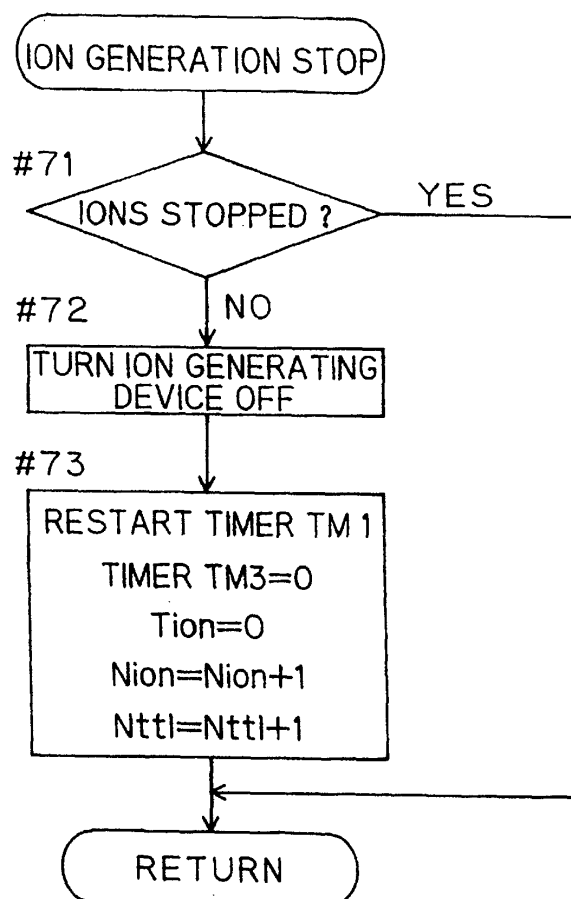 ION GENERATION STOP
#71
IONS STOPPED ?
YES
NO
#72
TURN ION GENERATING
DEVICE OFF
#73
RESTART TIMER TM 1
TIMER TM3=0
Tion=0
Nion=Nion+1
Nttl=Nttl+1
RETURN